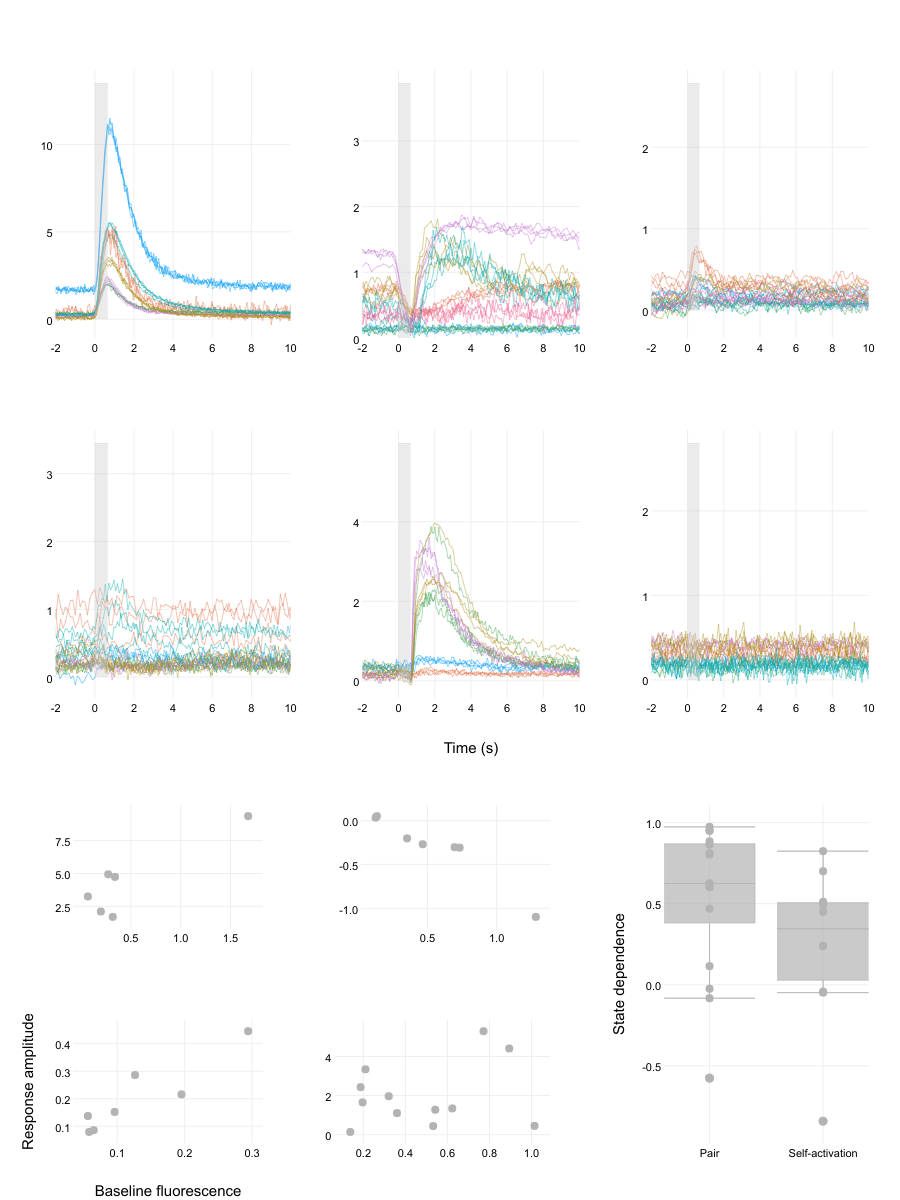 10
5
0
-2 0 2 4 6 8 10
3
2
1
0
-2 0 2 4 6 8 10
2
1
0
-2 0 2 4 6 8 10
3
2
1
0
-2 0 2 4 6 8 10
4
2
0
-2 0 2 4 6 8 10
2
1
0
-2 0 2 4 6 8 10
Time (s)
7.5
5.0
2.5
0.5 1.0 1.5
0.0
-0.5
-1.0
0.5 1.0
Response amplitude
0.4
0.3
0.2
0.1
0.1 0.2 0.3
4
2
0
0.2 0.4 0.6 0.8 1.0
Baseline fluorescence
State dependence
1.0
0.5
0.0
-0.5
Pair Self-activation